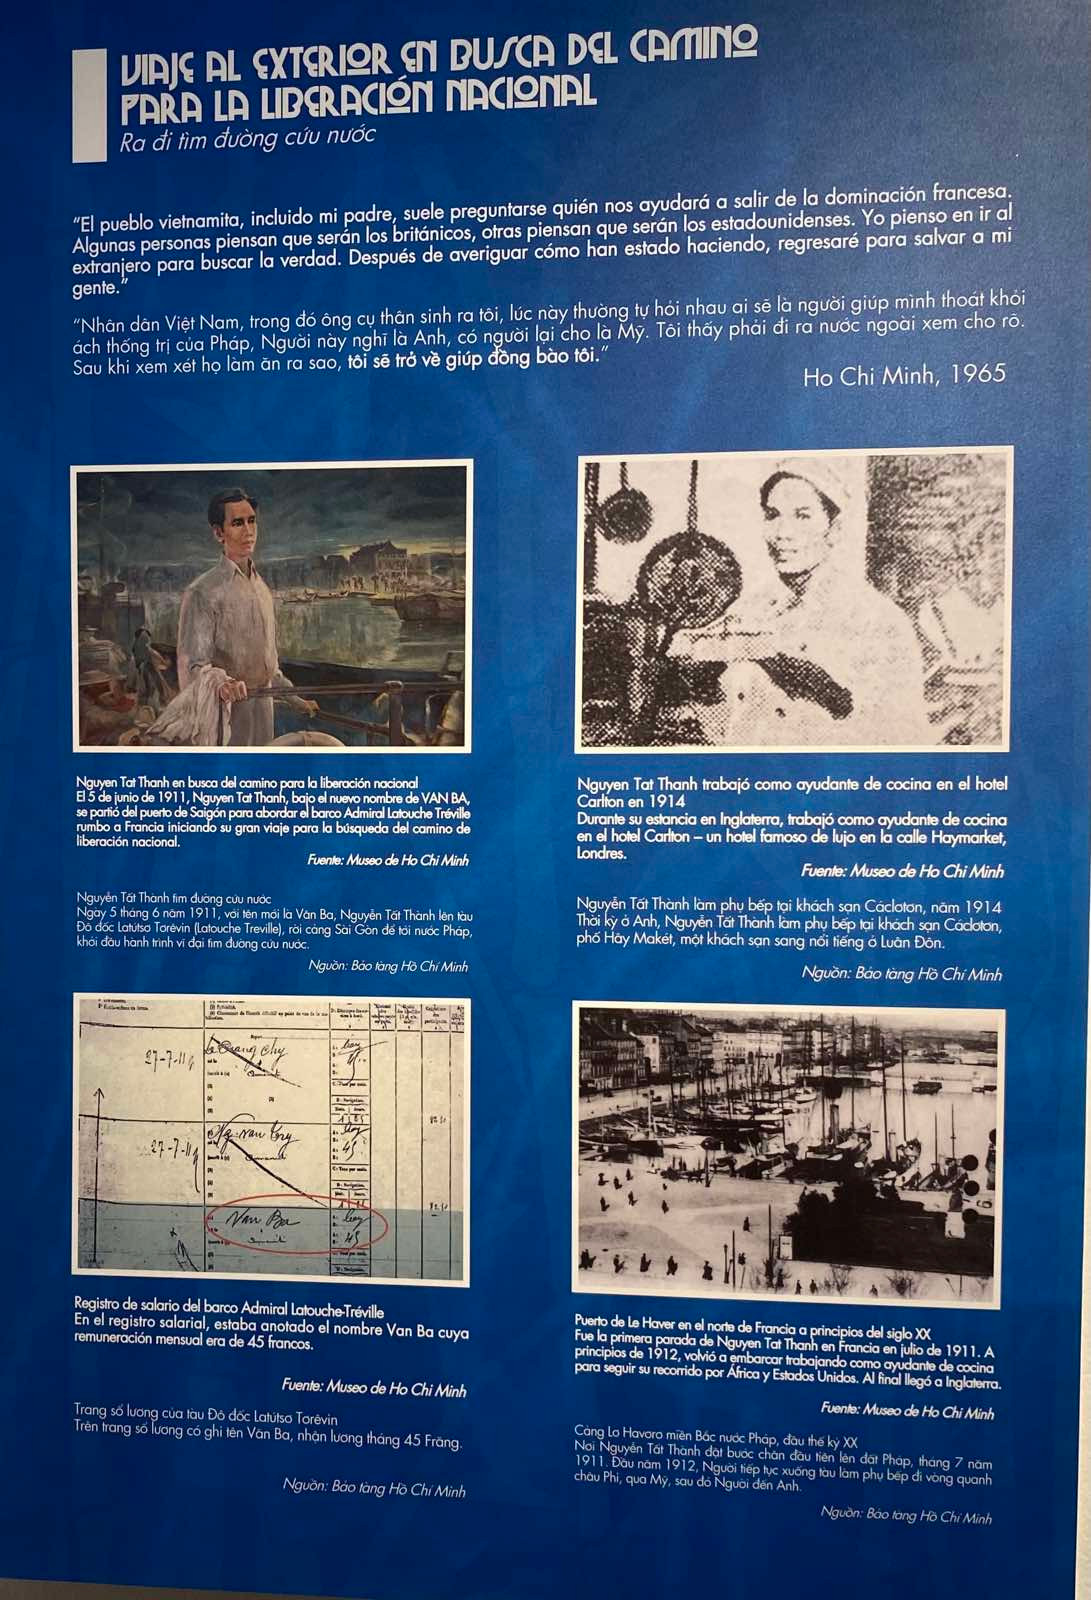 VIAJE AL EXTERIOR EN BUSCA DEL CAMINO
PARA LA LIBERACIÓN NACIONAL
Ra đi tìm đường cứu nước
“El pueblo vietnamita, incluido mi padre, suele preguntarse quién nos ayudará a salir de la dominación francesa.
Algunas personas piensan que serán los británicos, otras piensan que serán los estadounidenses. Yo pienso en ir al
extranjero para buscar la verdad. Después de averiguar cómo han estado haciendo, regresaré para salvar a mi
gente.”
“Nhân dân Việt Nam, trong đó ông cụ thân sinh ra tôi, lúc này thường tự hỏi nhau ai sẽ là người giúp mình thoát khỏi
ách thống trị của Pháp, Người này nghĩ là Anh, có người lại cho là Mỹ. Tôi thấy phải đi ra nước ngoài xem cho rõ.
Sau khi xem xét họ làm ăn ra sao, tôi sẽ trở về giúp đồng bào tôi.”
Ho Chi Minh, 1965
Nguyen Tat Thanh en busca del camino para la liberación nacional
El 5 de junio de 1911, Nguyen Tat Thanh, bajo el nuevo nombre de VAN BA,
se partió del puerto de Saigón para abordar el barco Admiral Latouche Tréville
rumbo a Francia iniciando su gran viaje para la búsqueda del camino de
liberación nacional.
Fuente: Museo de Ho Chi Minh
Nguyễn Tất Thành tìm đường cứu nước
Ngày 5 tháng 6 năm 1911, với tên mới là Văn Ba, Nguyễn Tất Thành lên tàu
Đô đốc Latútsơ Tơrêvin (Latouche Treville), rời cảng Sài Gòn để tới nước Pháp,
khởi đầu hành trình vĩ đại tìm đường cứu nước.
Nguồn: Bảo tàng Hồ Chí Minh
Nguyen Tat Thanh trabajó como ayudante de cocina en el hotel
Carlton en 1914
Durante su estancia en Inglaterra, trabajó como ayudante de cocina
en el hotel Carlton – un hotel famoso de lujo en la calle Haymarket,
Londres.
Fuente: Museo de Ho Chi Minh
Nguyễn Tất Thành làm phụ bếp tại khách sạn Cáclơtơn, năm 1914
Thời kỳ ở Anh, Nguyễn Tất Thành làm phụ bếp tại khách sạn Cáclơtơn,
phố Hây Makét, một khách sạn sang nổi tiếng ở Luân Đôn.
Nguồn: Bảo tàng Hồ Chí Minh
27-7-11
27-7-11
Van Ba
45
Registro de salario del barco Admiral Latouche-Tréville
En el registro salarial, estaba anotado el nombre Van Ba cuya
remuneración mensual era de 45 francos.
Fuente: Museo de Ho Chi Minh
Trang sổ lương của tàu Đô đốc Latútsơ Tơrêvin
Trên trang sổ lương có ghi tên Văn Ba, nhận lương tháng 45 Frăng.
Nguồn: Bảo tàng Hồ Chí Minh
Puerto de Le Haver en el norte de Francia a principios del siglo XX
Fue la primera parada de Nguyen Tat Thanh en Francia en julio de 1911. A
principios de 1912, volvió a embarcar trabajando como ayudante de cocina
para seguir su recorrido por África y Estados Unidos. Al final llegó a Inglaterra.
Fuente: Museo de Ho Chi Minh
Cảng Lơ Havơrơ miền Bắc nước Pháp, đầu thế kỷ XX
Nơi Nguyễn Tất Thành đặt bước chân đầu tiên lên đất Pháp, tháng 7 năm
1911. Đầu năm 1912, Người tiếp tục xuống tàu làm phụ bếp đi vòng quanh
châu Phi, qua Mỹ, sau đó Người đến Anh.
Nguồn: Bảo tàng Hồ Chí Minh